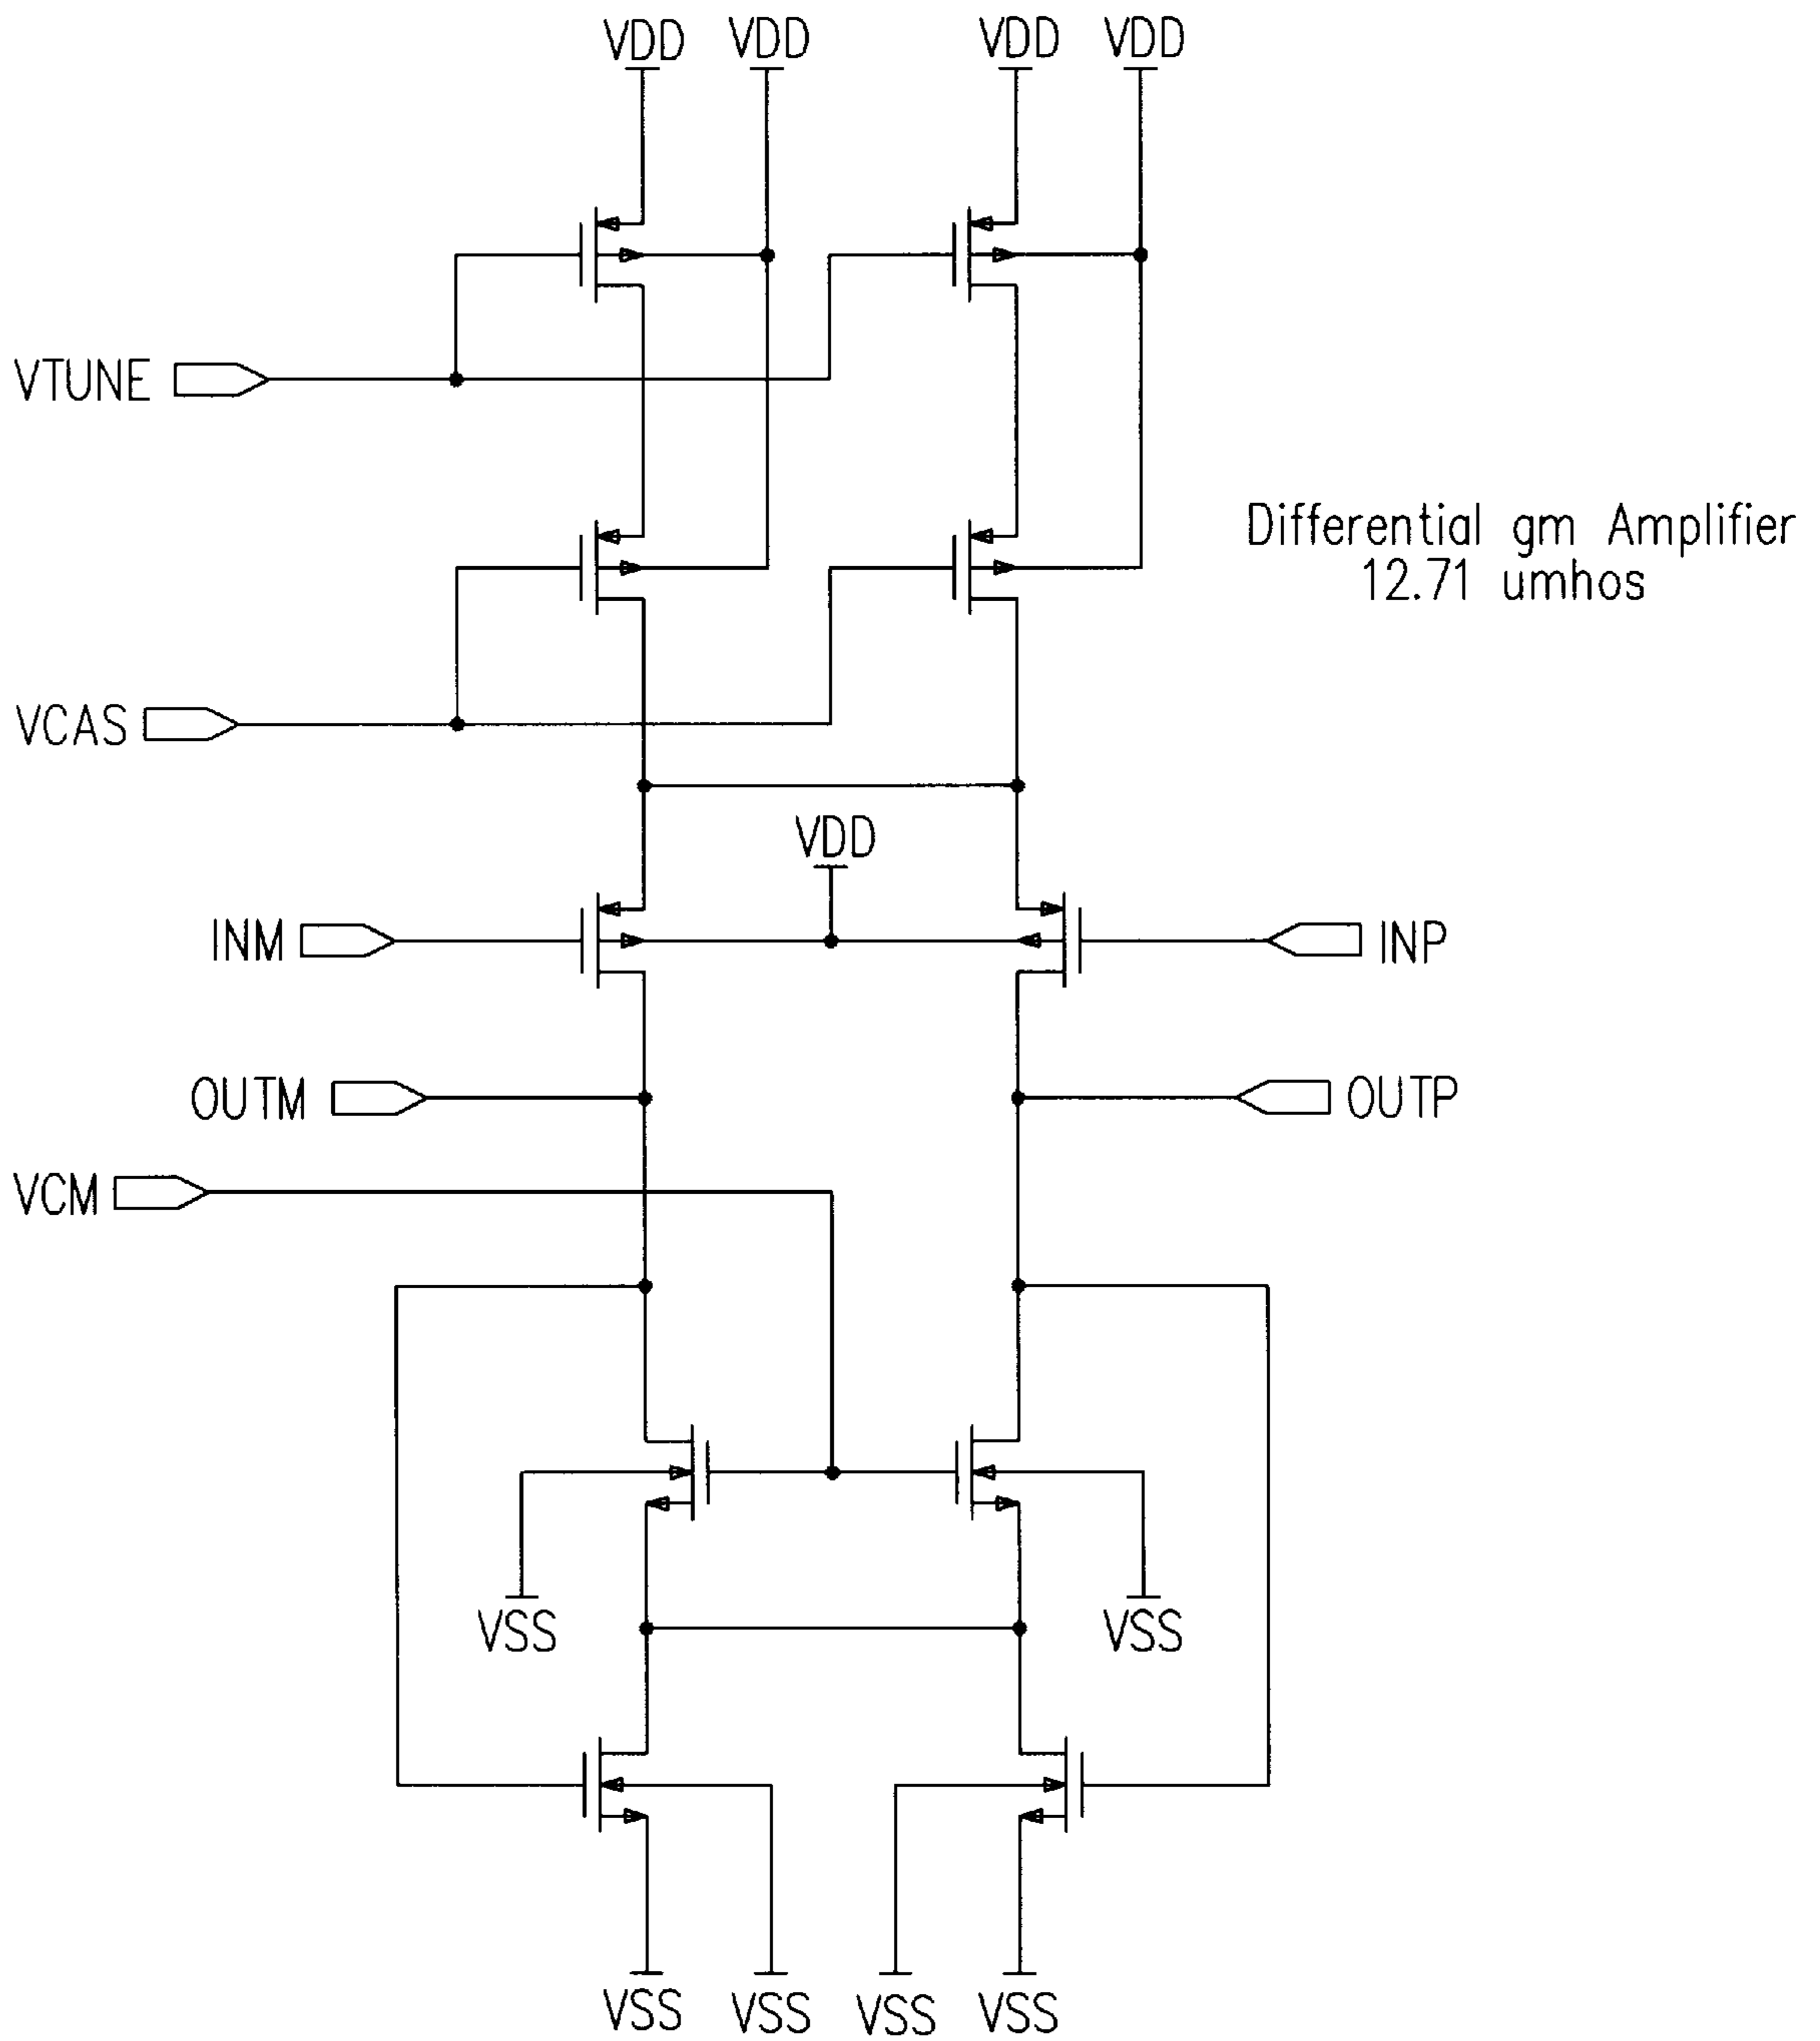 VDD VDD VDD VDD
VTUNE
Differential gm Amplifier
12.71 umhos
VCAS
VDD
INM
INP
OUTM
OUTP
VCM
VSS
VSS
VSS VSS VSS VSS